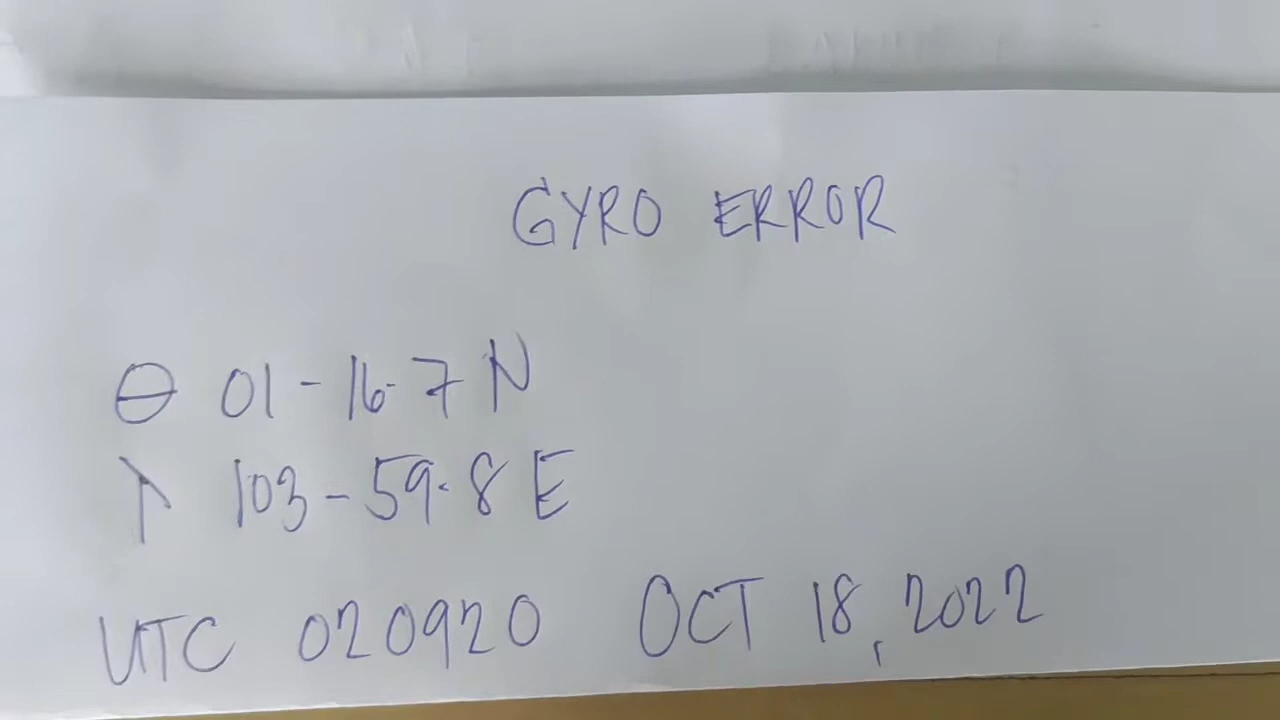 GYRO ERROR
θ 01-16.7 N
λ 103-59.8 E
UTC 020920 OCT 18, 2022